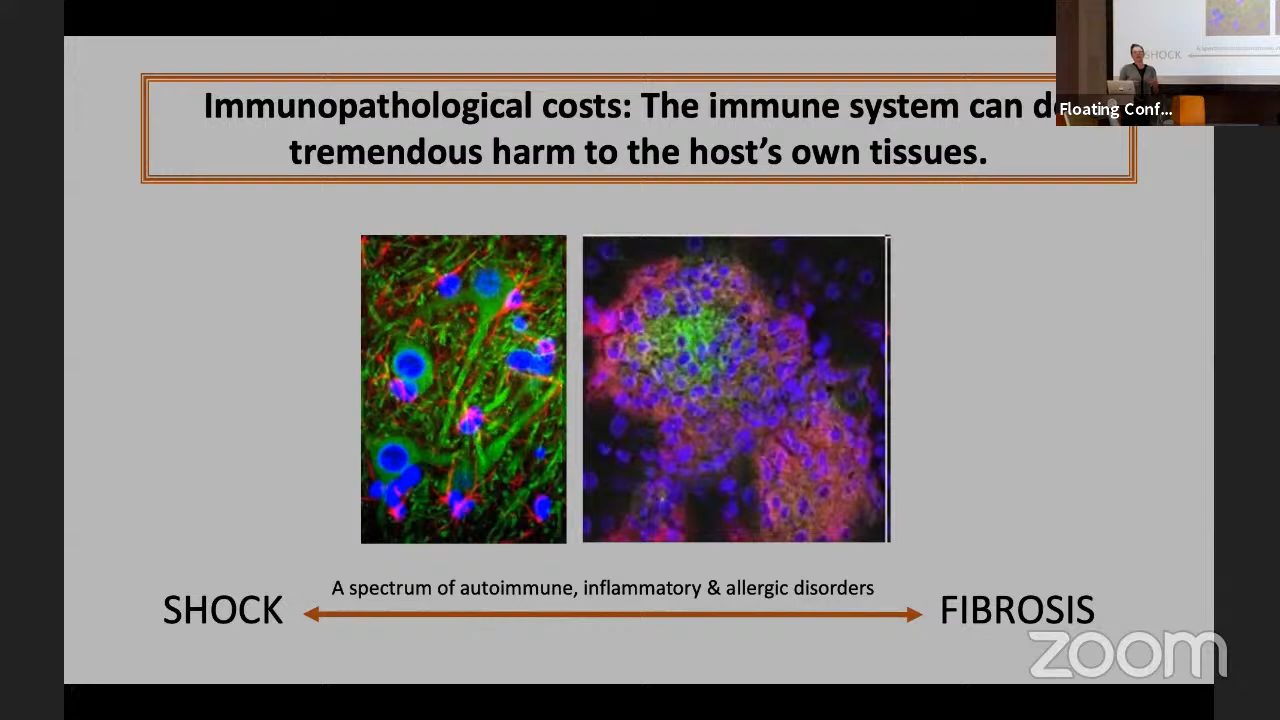 Immunopathological costs: The immune system can d
tremendous harm to the host's own tissues.
SHOCK
Floating Conf...
A spectrum of autoimmune, inflammatory & allergic disorders
SHOCK
FIBROSIS
zoom